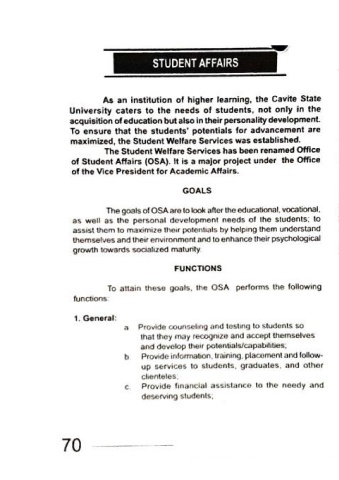 STUDENT AFFAIRS
As an institution of higher learning, the Cavite State
University caters to the needs of students, not only in the
acquisition of education but also in their personality development.
To ensure that the students' potentials for advancement are
maximized, the Student Welfare Services was established.
The Student Welfare Services has been renamed Office
of Student Affairs (OSA). It is a major project under the Office
of the Vice President for Academic Affairs.
GOALS
The goals of OSA are to look after the educational, vocational,
as well as the personal development needs of the students; to
assist them to maximize their potentials by helping them understand
themselves and their environment and to enhance their psychological
growth towards socialized maturity.
FUNCTIONS
To attain these goals, the OSA performs the following
functions:
1. General:
a. Provide counseling and testing to students so
that they may recognize and accept themselves
and develop their potentials/capabilities;
b. Provide information, training, placement and follow-
up services to students, graduates, and other
clienteles;
c. Provide financial assistance to the needy and
deserving students;
70